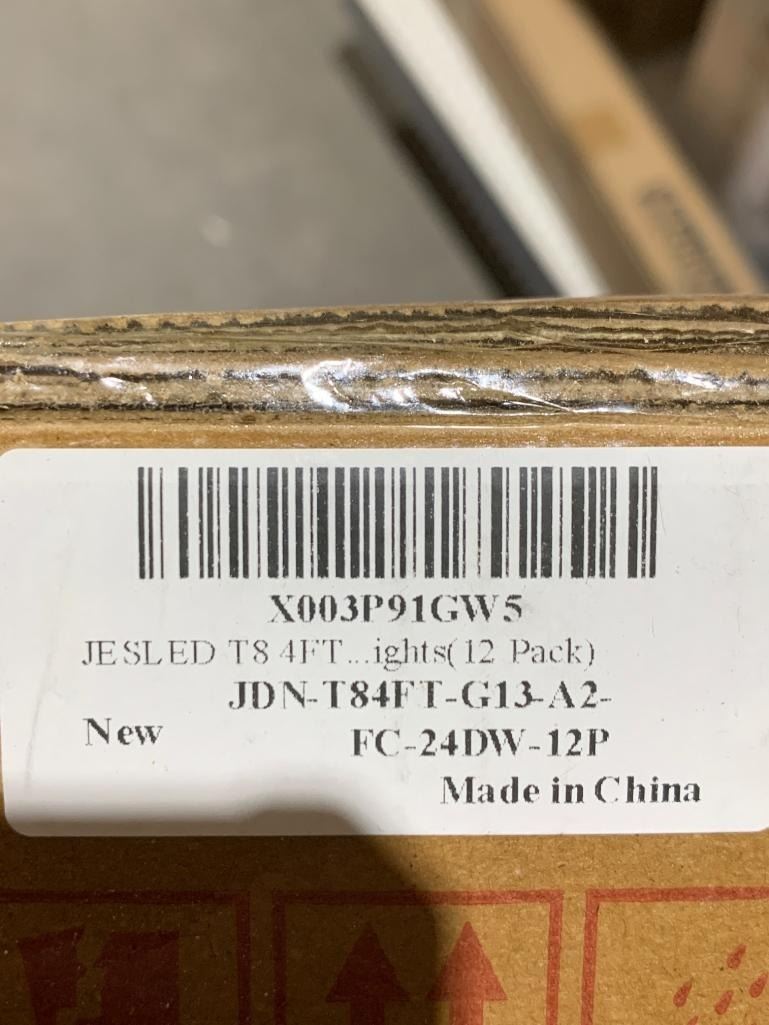 X003P91GW5
JESLED T8 4FT...ights(12 Pack)
JDN-T84FT-G13-A2-
New FC-24DW-12P
Made in China